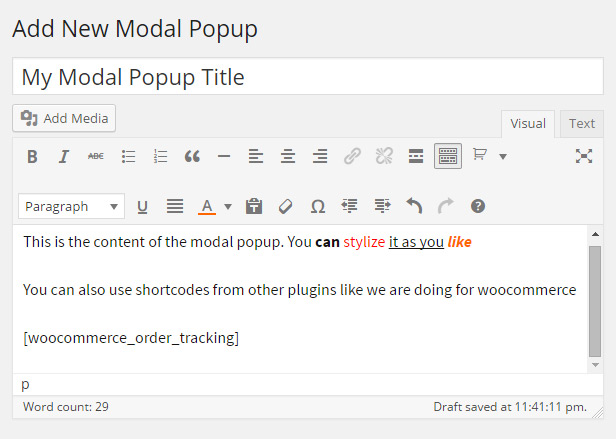 Add New Modal Popup
My Modal Popup Title
Add Media
Visual Text
B I ABC
Paragraph U A Ω ?
This is the content of the modal popup. You can stylize it as you like
You can also use shortcodes from other plugins like we are doing for woocommerce
[woocommerce_order_tracking]
p
Word count: 29 Draft saved at 11:41:11 pm.